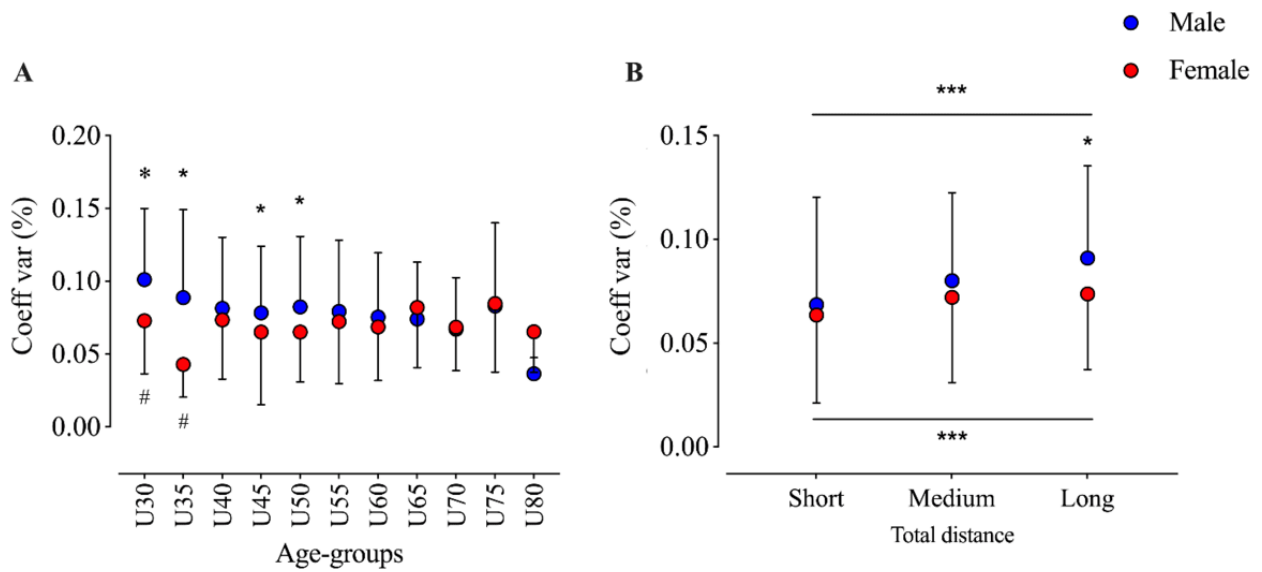 Male
Female
A
B
0.20
0.15
0.10
0.05
0.00
Coeff var (%)
* * * *
# #
U30 U35 U40 U45 U50 U55 U60 U65 U70 U75 U80
Age-groups
0.15
0.10
0.05
0.00
Coeff var (%)
***
*
***
Short Medium Long
Total distance